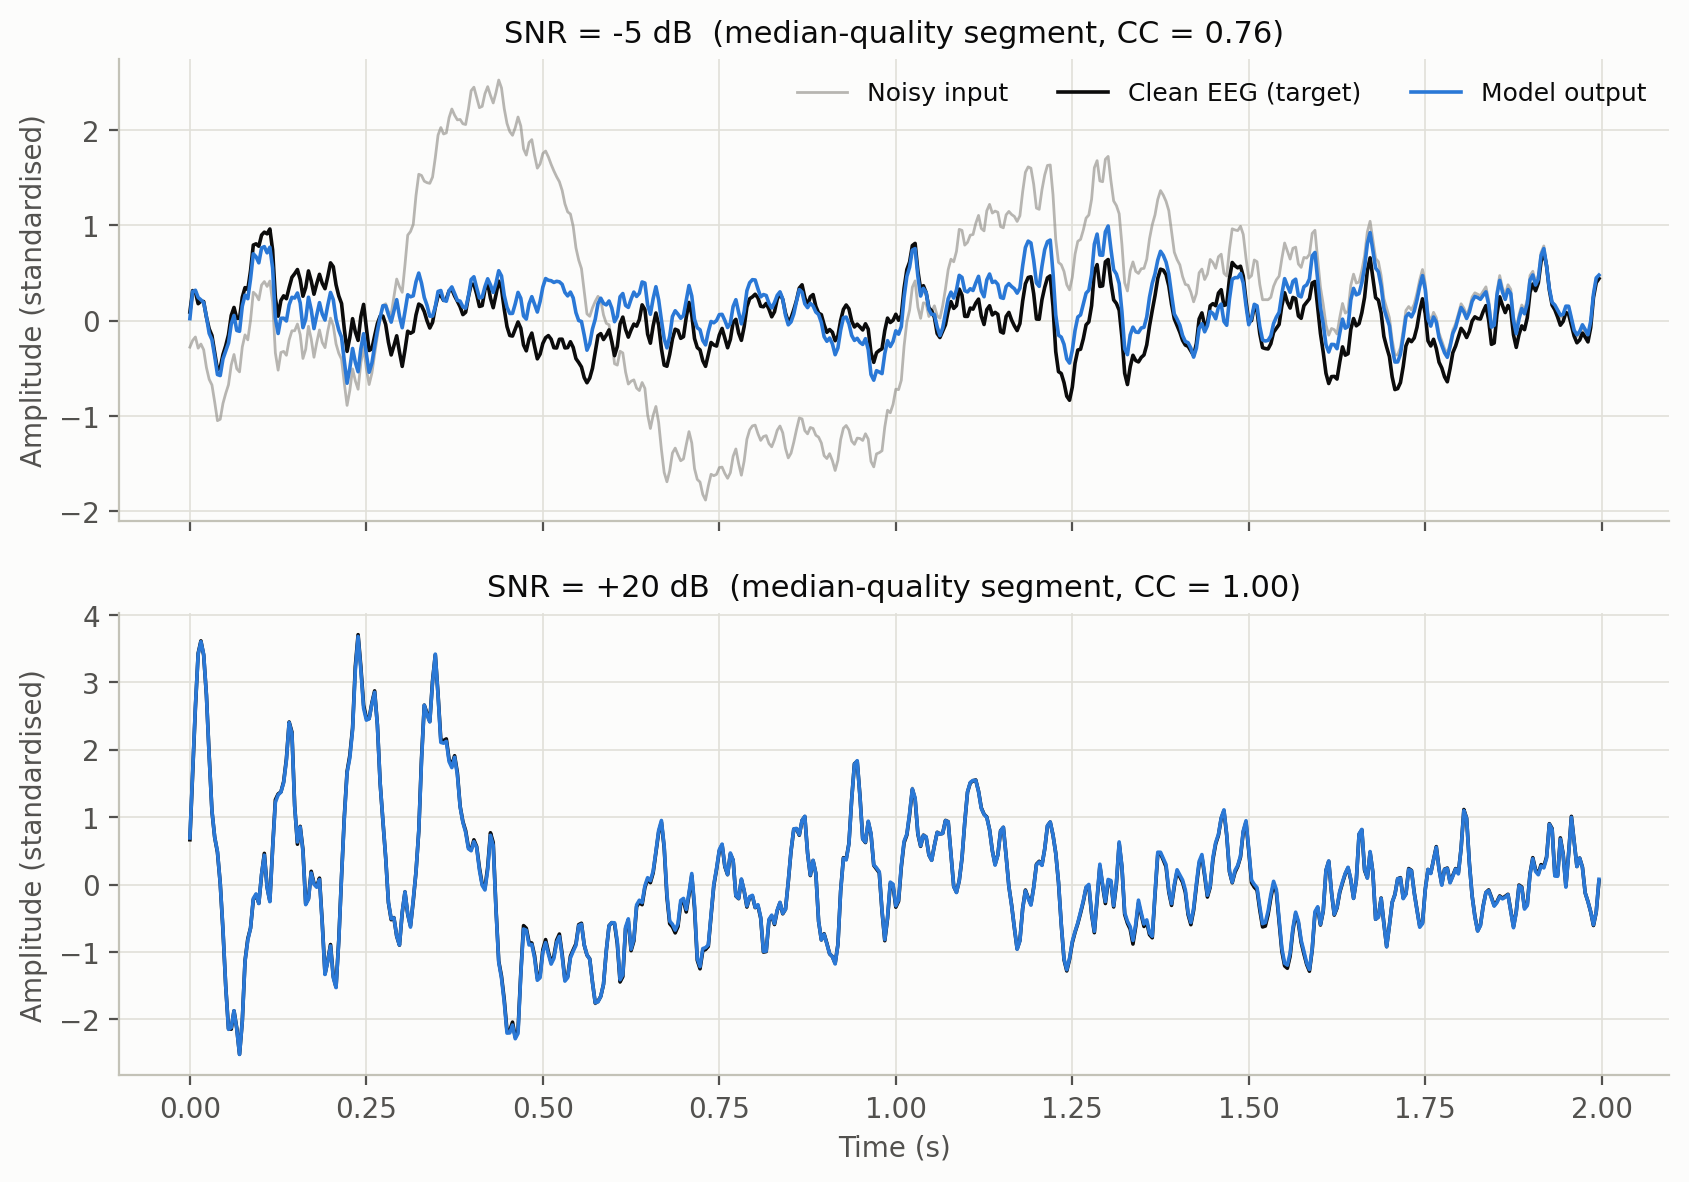 SNR = -5 dB  (median-quality segment, CC = 0.76)
Noisy input
Clean EEG (target)
Model output
Amplitude (standardised)
2
1
0
−1
−2
SNR = +20 dB  (median-quality segment, CC = 1.00)
Amplitude (standardised)
4
3
2
1
0
−1
−2
0.00 0.25 0.50 0.75 1.00 1.25 1.50 1.75 2.00
Time (s)